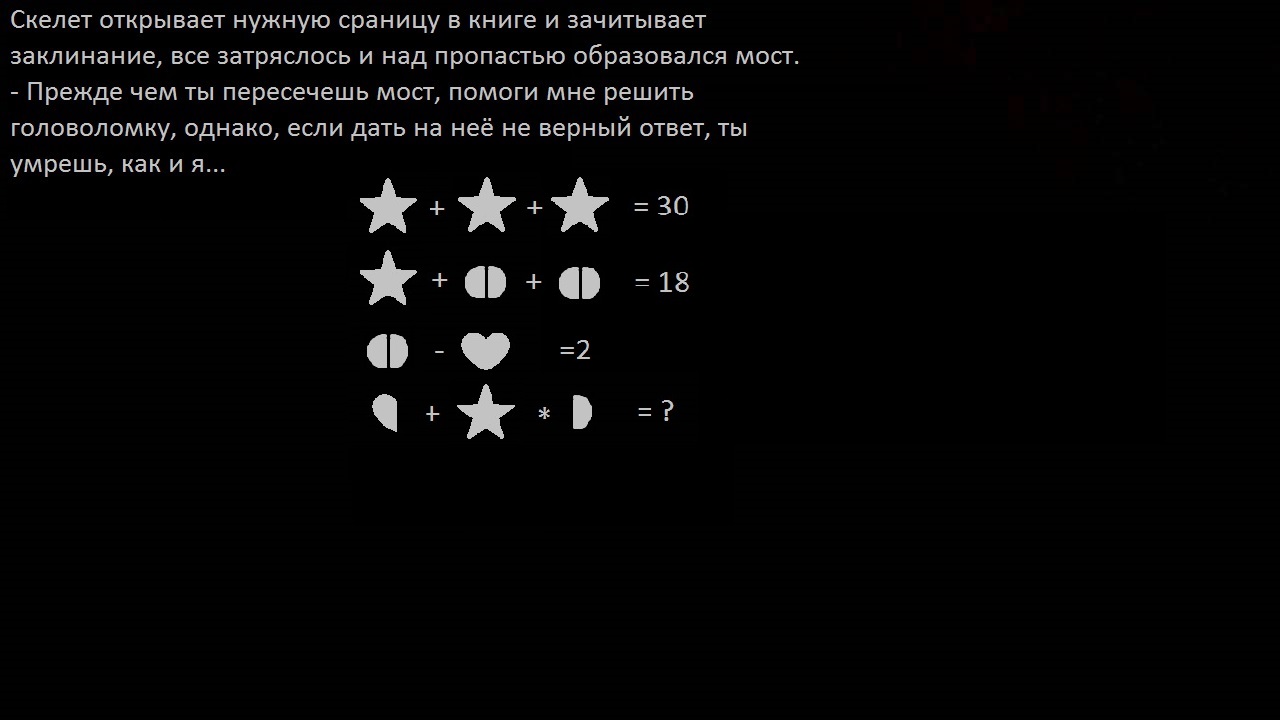 Скелет открывает нужную сраницу в книге и зачитывает
заклинание, все затряслось и над пропастью образовался мост.
- Прежде чем ты пересечешь мост, помоги мне решить
головоломку, однако, если дать на неё не верный ответ, ты
умрешь, как и я...
+ + = 30
+ + = 18
- =2
+ * = ?